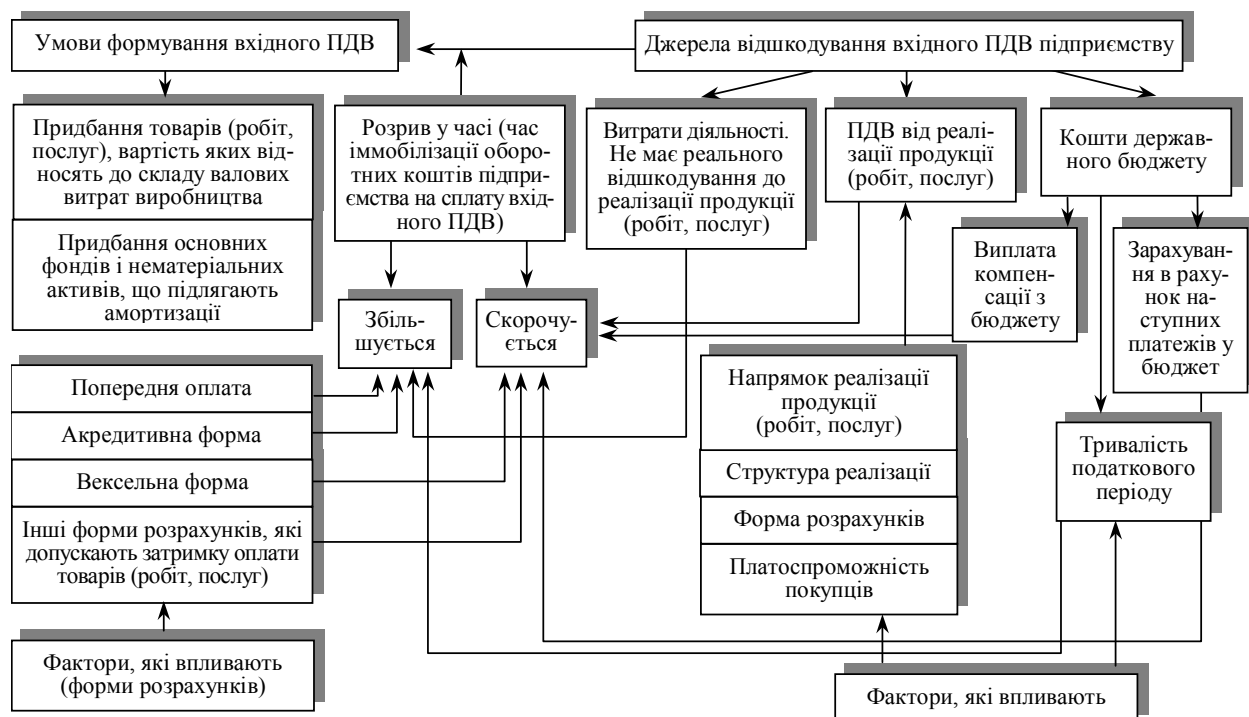 Умови формування вхідного ПДВ
Джерела відшкодування вхідного ПДВ підприємству
Придбання товарів (робіт,
послуг), вартість яких від-
носять до складу валових
витрат виробництва
Придбання основних
фондів і нематеріальних
активів, що підлягають
амортизації
Розрив у часі (час
іммобілізації оборо-
тних коштів підпри-
ємства на сплату вхід-
ного ПДВ)
Витрати діяльності.
Не має реального
відшкодування до
реалізації продукції
(робіт, послуг)
ПДВ від реалі-
зації продукції
(робіт, послуг)
Кошти держав-
ного бюджету
Виплата
компен-
сації з
бюджету
Зарахуван-
ня в раху-
нок на-
ступних
платежів у
бюджет
Збіль-
шується
Скорочу-
ється
Попередня оплата
Акредитивна форма
Вексельна форма
Інші форми розрахунків, які
допускають затримку оплати
товарів (робіт, послуг)
Напрямок реалізації
продукції
(робіт, послуг)
Структура реалізації
Форма розрахунків
Платоспроможність
покупців
Тривалість
податкового
періоду
Фактори, які впливають
(форми розрахунків)
Фактори, які впливають